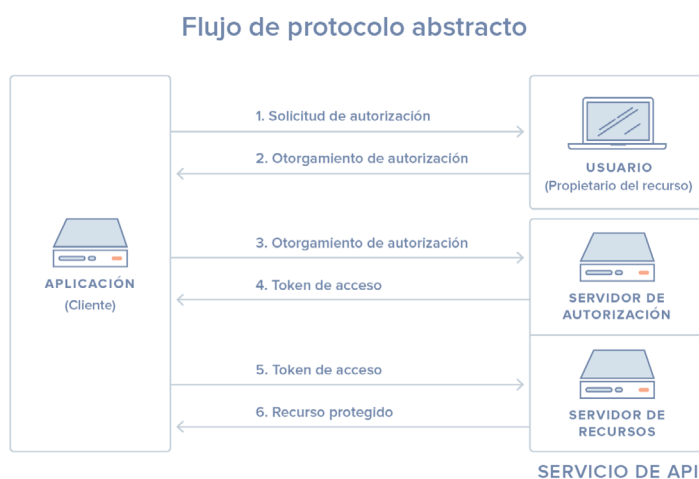 Flujo de protocolo abstracto
1. Solicitud de autorización
2. Otorgamiento de autorización
USUARIO
(Propietario del recurso)
3. Otorgamiento de autorización
4. Token de acceso
APLICACIÓN
(Cliente)
SERVIDOR DE
AUTORIZACIÓN
5. Token de acceso
6. Recurso protegido
SERVIDOR DE
RECURSOS
SERVICIO DE API